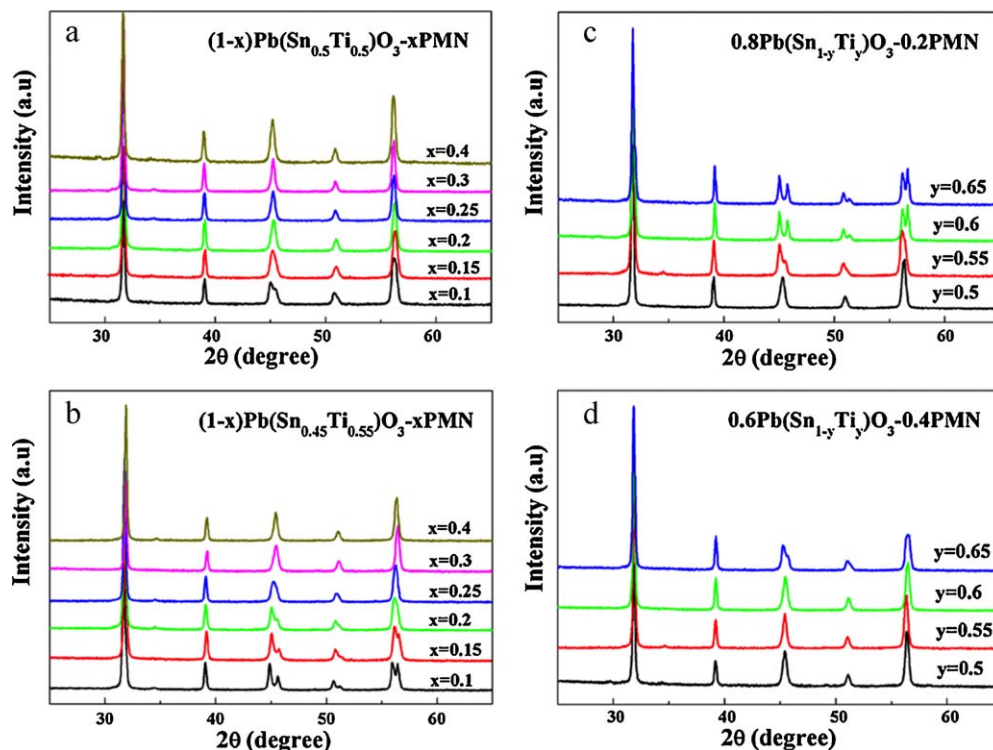 a
(1-x)Pb(Sn0.5Ti0.5)O3-xPMN
Intensity (a.u)
x=0.4
x=0.3
x=0.25
x=0.2
x=0.15
x=0.1
30 40 50 60
2θ (degree)
c
0.8Pb(Sn1-yTiy)O3-0.2PMN
Intensity (a.u)
y=0.65
y=0.6
y=0.55
y=0.5
30 40 50 60
2θ (degree)
b
(1-x)Pb(Sn0.45Ti0.55)O3-xPMN
Intensity (a.u)
x=0.4
x=0.3
x=0.25
x=0.2
x=0.15
x=0.1
30 40 50 60
2θ (degree)
d
0.6Pb(Sn1-yTiy)O3-0.4PMN
Intensity (a.u)
y=0.65
y=0.6
y=0.55
y=0.5
30 40 50 60
2θ (degree)